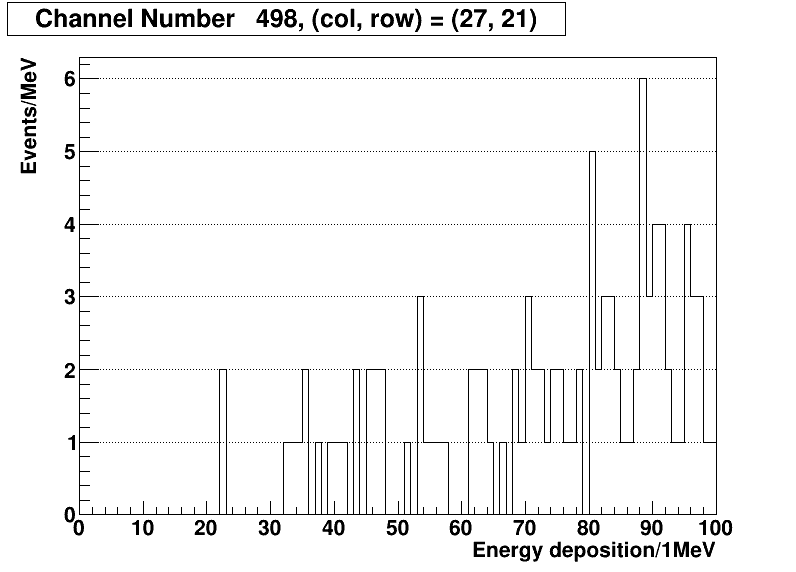 Channel Number 498, (col, row) = (27, 21)
Events/MeV
6
5
4
3
2
1
0
0 10 20 30 40 50 60 70 80 90 100
Energy deposition/1MeV